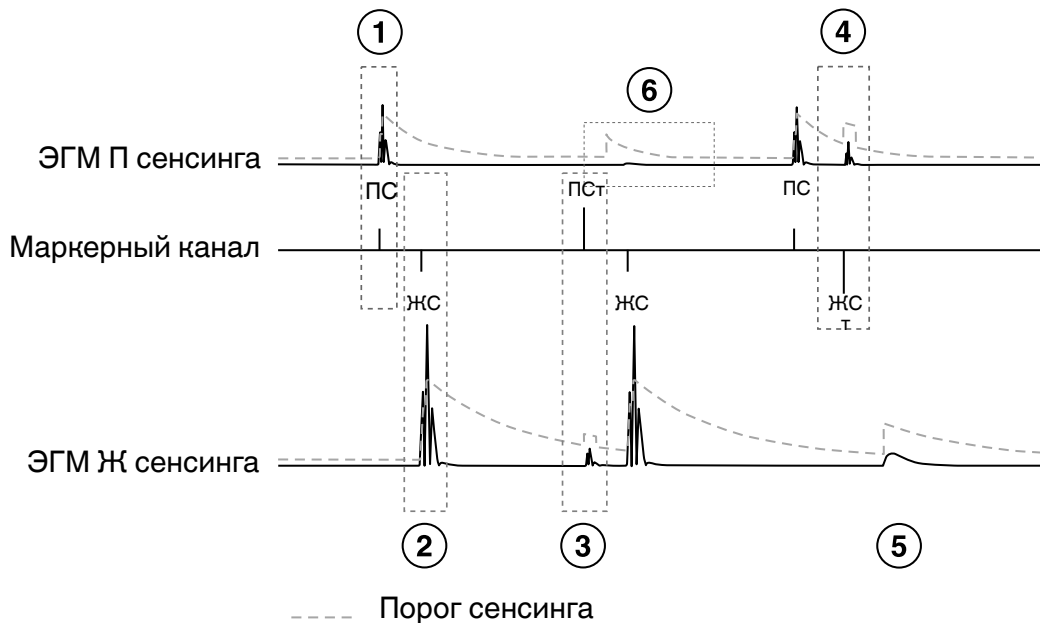 1
4
6
ЭГМ П сенсинга
ПС
ПСт
ПС
Маркерный канал
ЖС
ЖС
ЖС
т
ЭГМ Ж сенсинга
2
3
5
Порог сенсинга